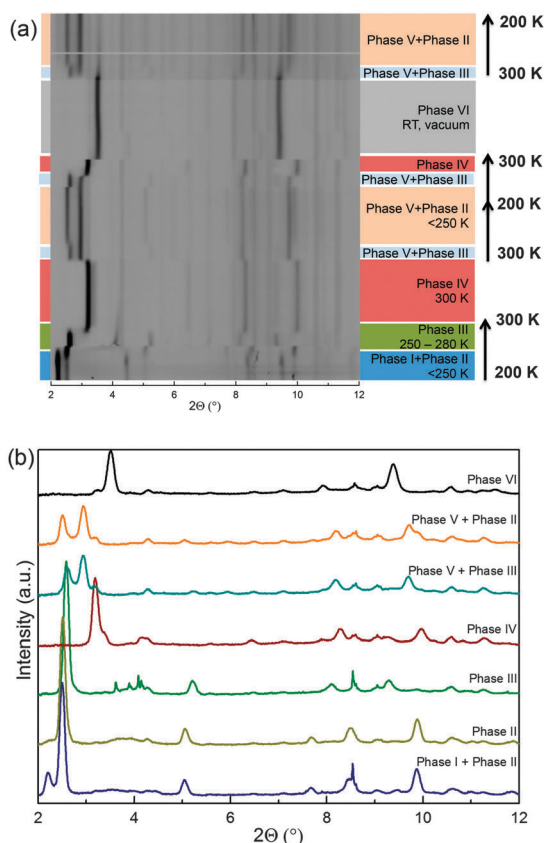 (a)
200 K
Phase V+Phase II
Phase V+Phase III
300 K
Phase VI
RT, vacuum
Phase IV
300 K
Phase V+Phase III
Phase V+Phase II
<250 K
200 K
Phase V+Phase III
300 K
Phase IV
300 K
Phase III
250 – 280 K
300 K
Phase I+Phase II
<250 K
200 K
2 4 6 8 10 12
2Θ (°)
(b)
Phase VI
Phase V + Phase II
Phase V + Phase III
Phase IV
Phase III
Phase II
Phase I + Phase II
Intensity (a.u.)
2 4 6 8 10 12
2Θ (°)